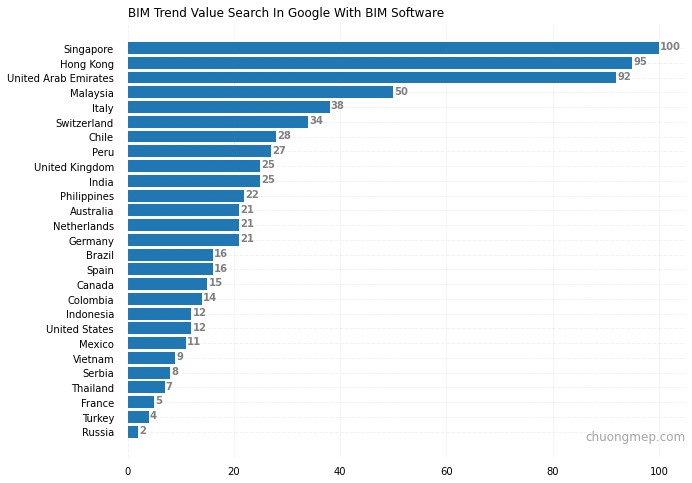 BIM Trend Value Search In Google With BIM Software
Singapore 100
Hong Kong 95
United Arab Emirates 92
Malaysia 50
Italy 38
Switzerland 34
Chile 28
Peru 27
United Kingdom 25
India 25
Philippines 22
Australia 21
Netherlands 21
Germany 21
Brazil 16
Spain 16
Canada 15
Colombia 14
Indonesia 12
United States 12
Mexico 11
Vietnam 9
Serbia 8
Thailand 7
France 5
Turkey 4
Russia 2
chuongmep.com
0 20 40 60 80 100